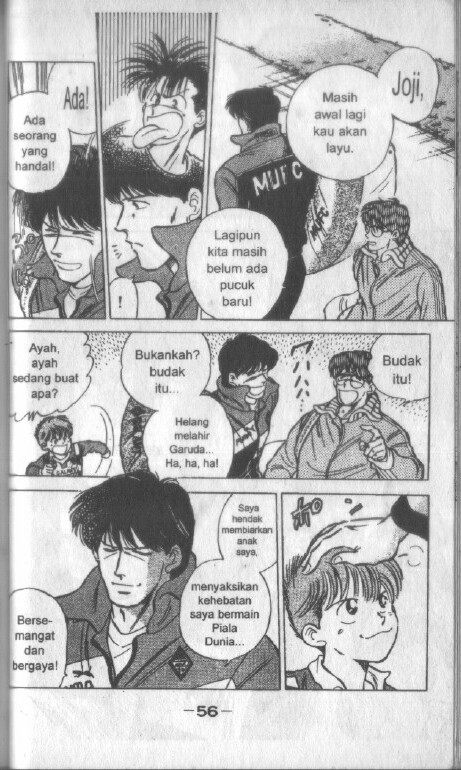 Joji,
Masih
awal lagi
kau akan
layu.
MUFC
Lagipun
kita masih
belum ada
pucuk
baru!
!
Ada!
Ada
seorang
yang
handal!
Budak
itu!
Bukankah?
budak
itu...
Helang
melahir
Garuda...
Ha, ha, ha!
Ayah,
ayah
sedang buat
apa?
Saya
hendak
membiarkan
anak
saya,
menyaksikan
kehebatan
saya bermain
Piala
Dunia...
Berse-
mangat
dan
bergaya!
-56-